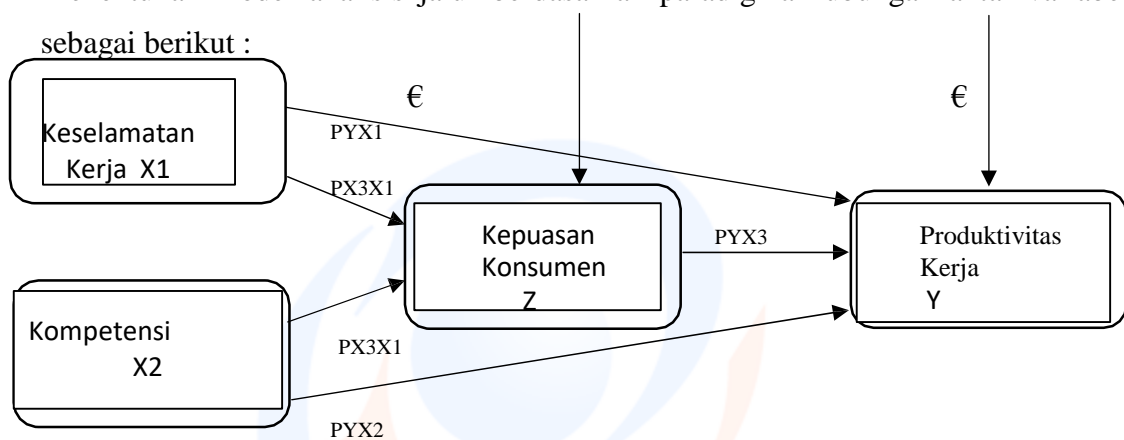 sebagai berikut :
€
€
Keselamatan
Kerja X1
PYX1
PX3X1
Kepuasan
Konsumen
Z
PYX3
Produktivitas
Kerja
Y
Kompetensi
X2
PX3X1
PYX2